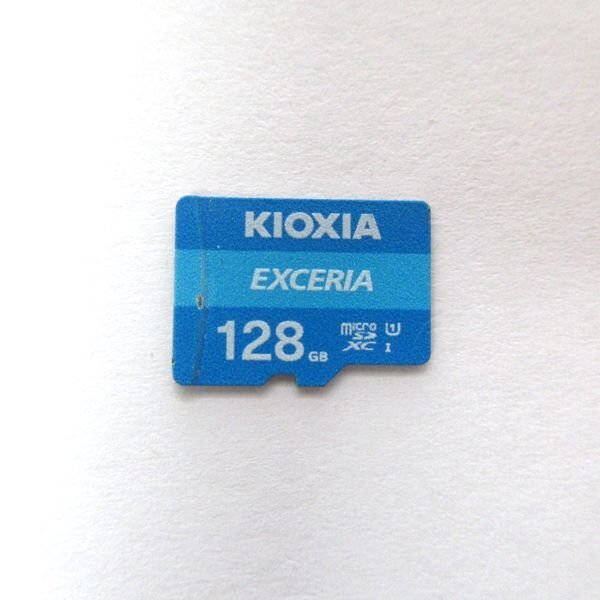 KIOXIA
EXCERIA
128 GB
micro SD XC U1 I